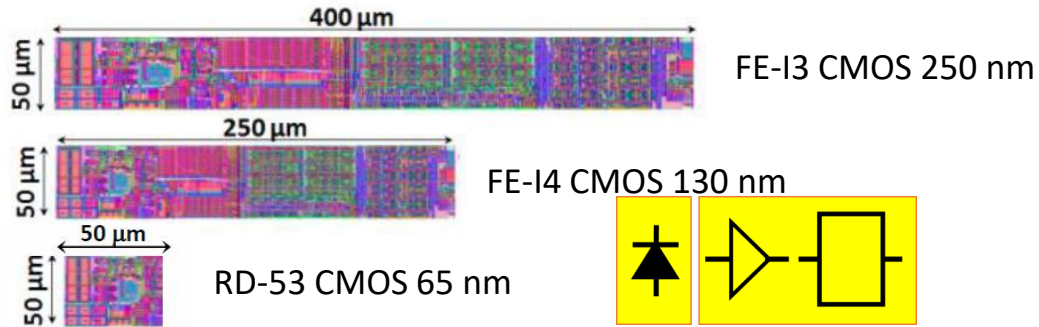 400 µm
50 µm
FE-I3 CMOS 250 nm
250 µm
50 µm
FE-I4 CMOS 130 nm
50 µm
50 µm
RD-53 CMOS 65 nm